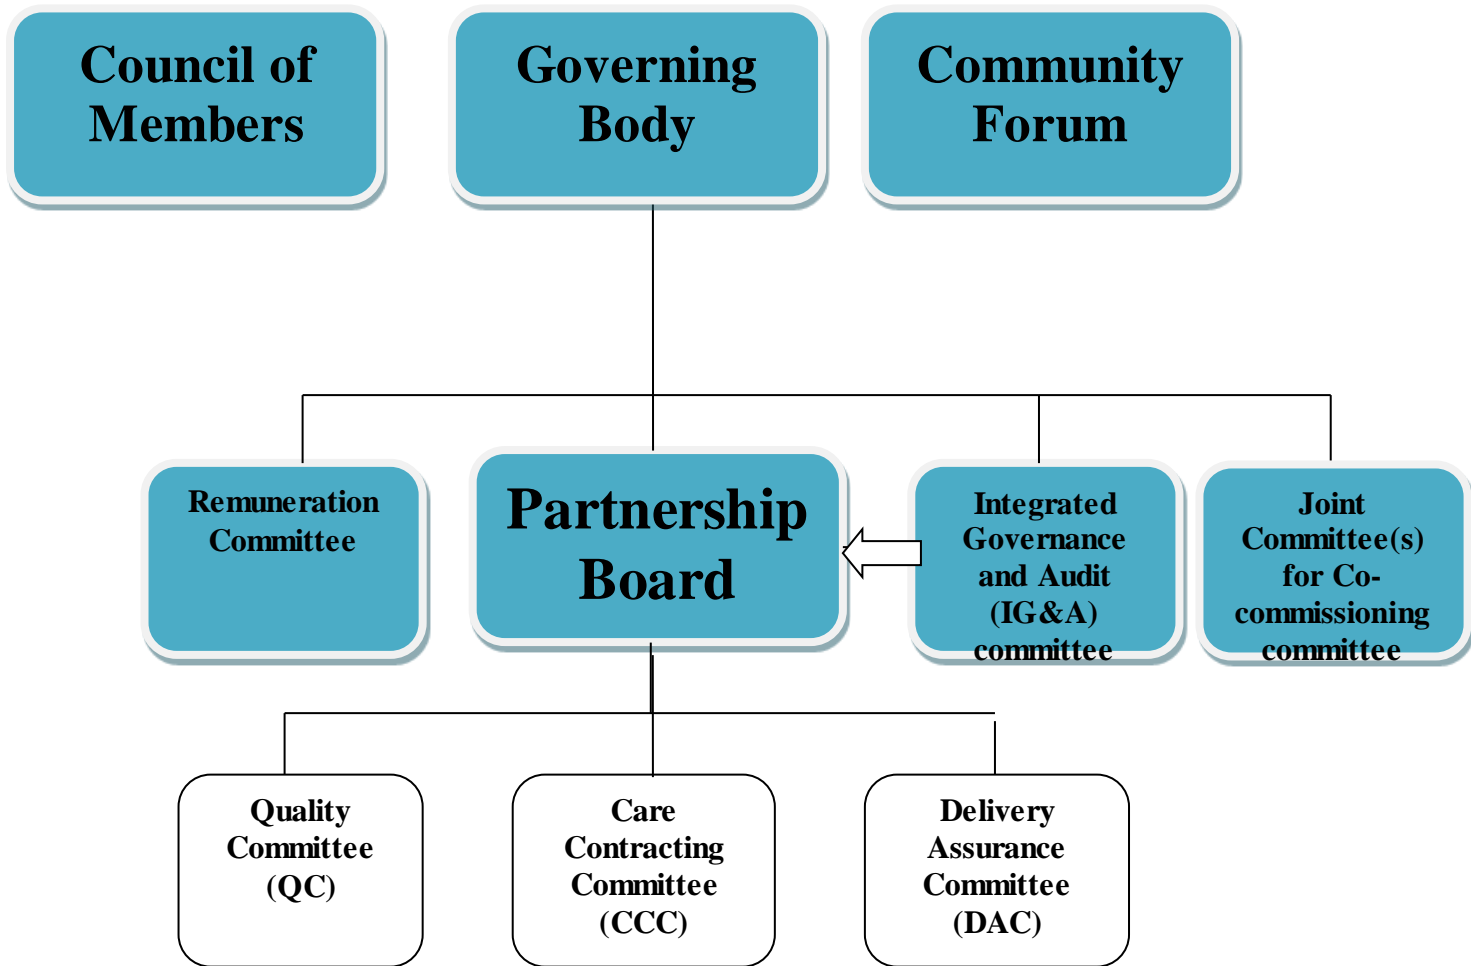 Council of
Members
Governing
Body
Community
Forum
Remuneration
Committee
Partnership
Board
Integrated
Governance
and Audit
(IG&A)
committee
Joint
Committee(s)
for Co-
commissioning
committee
Quality
Committee
(QC)
Care
Contracting
Committee
(CCC)
Delivery
Assurance
Committee
(DAC)